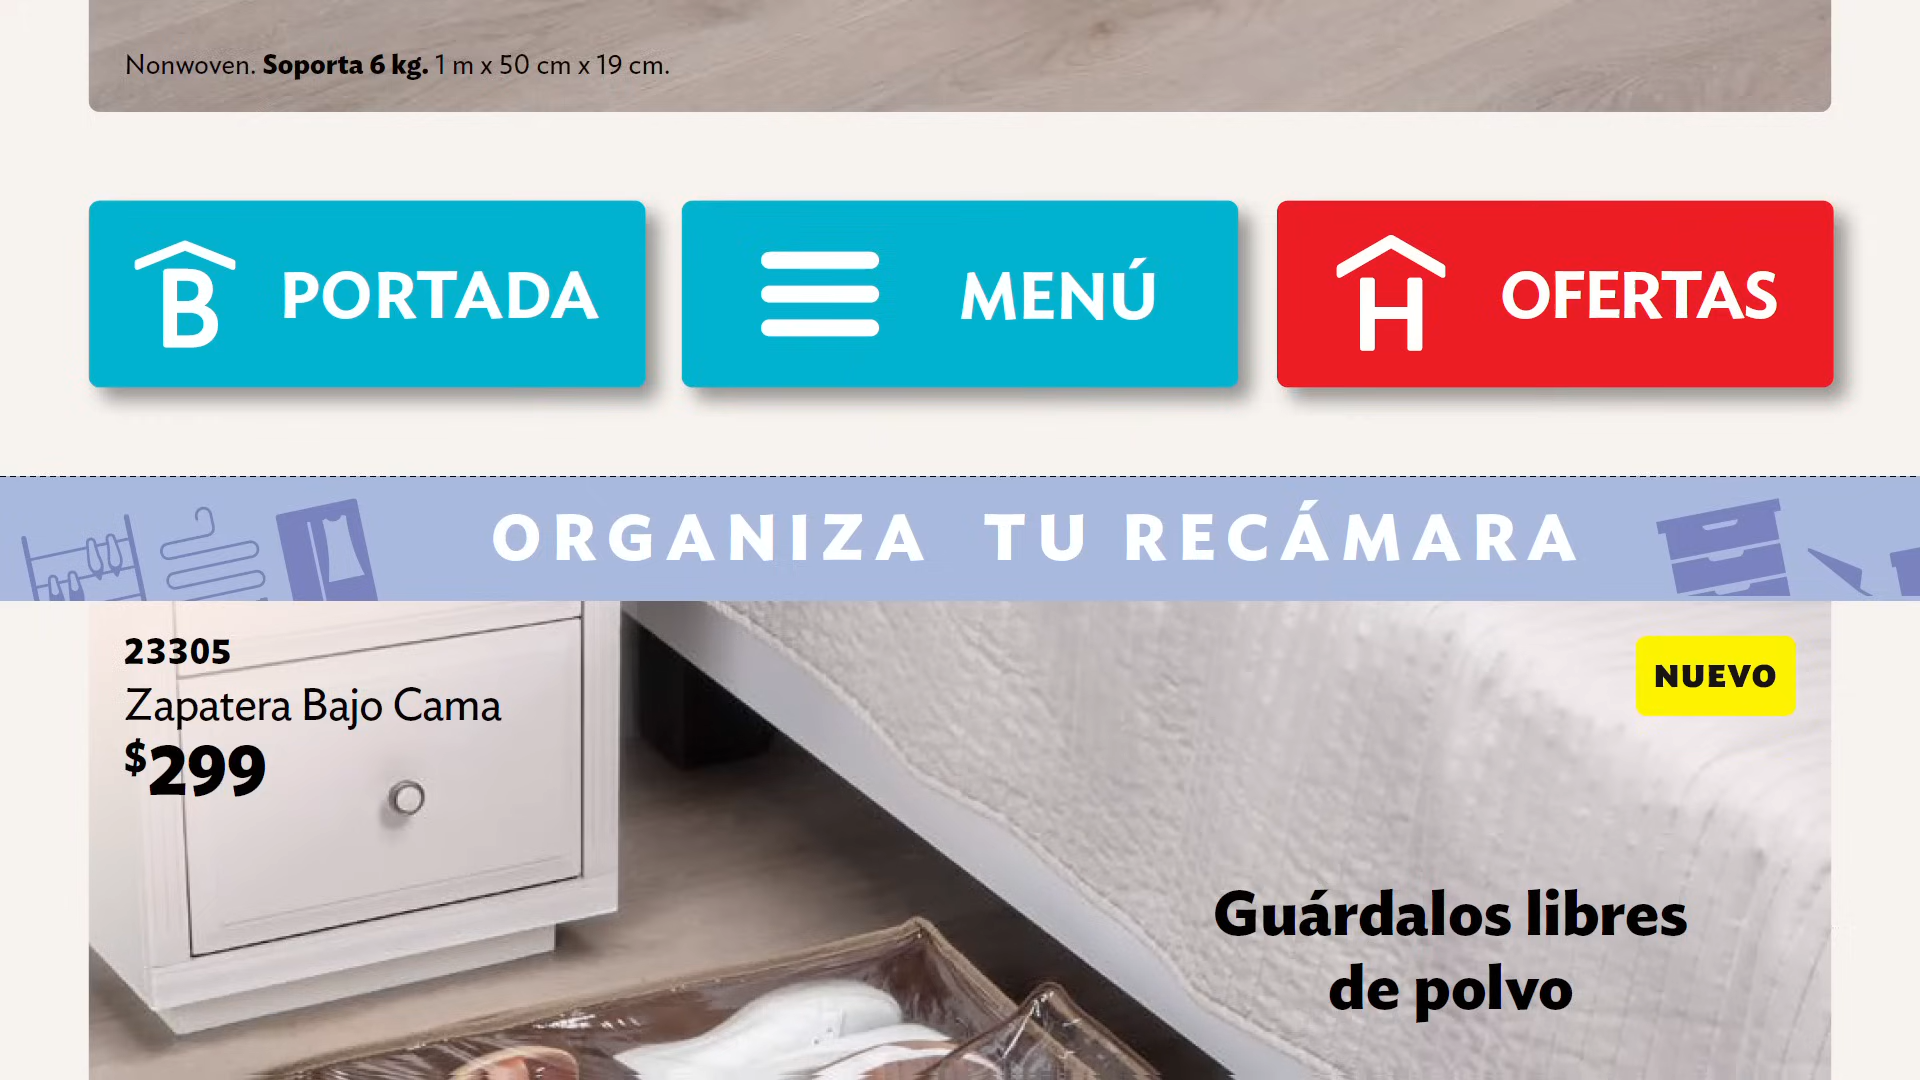 Nonwoven. Soporta 6 kg. 1 m x 50 cm x 19 cm.
B PORTADA
MENÚ
H OFERTAS
ORGANIZA TU RECÁMARA
23305
Zapatera Bajo Cama
$299
NUEVO
Guárdalos libres
de polvo